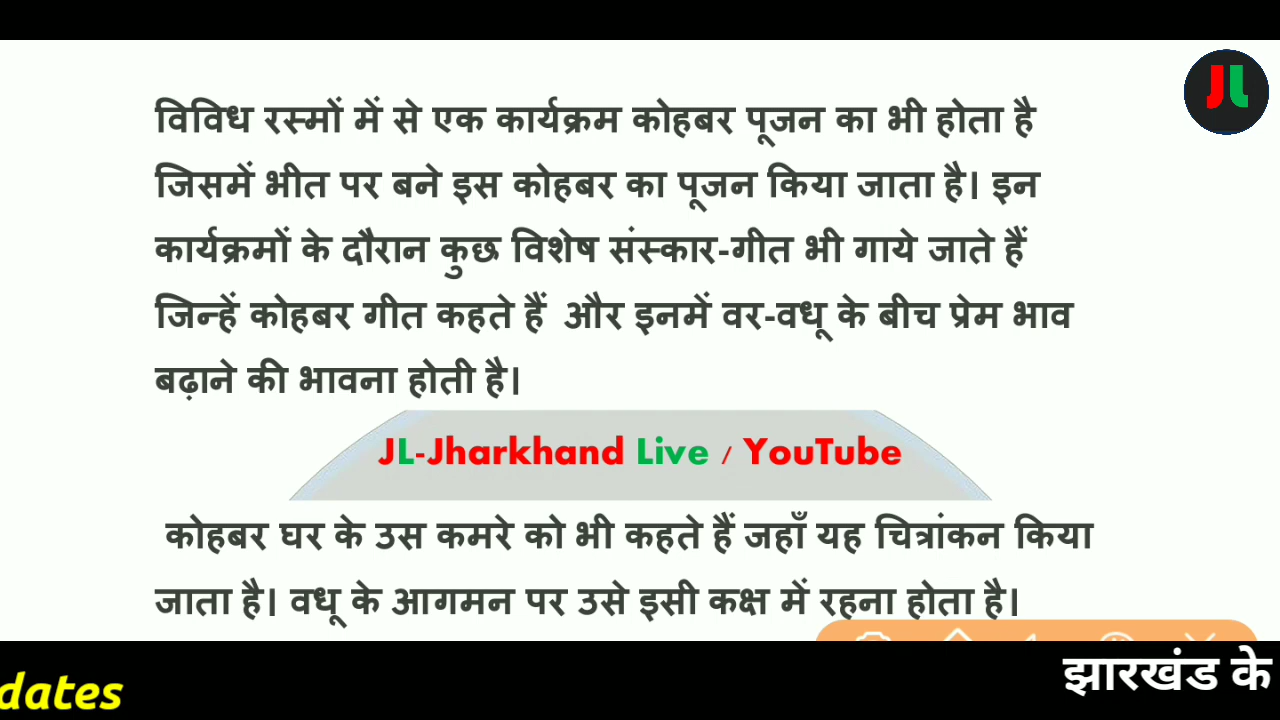 JL
विविध रस्मों में से एक कार्यक्रम कोहबर पूजन का भी होता है
जिसमें भीत पर बने इस कोहबर का पूजन किया जाता है। इन
कार्यक्रमों के दौरान कुछ विशेष संस्कार-गीत भी गाये जाते हैं
जिन्हें कोहबर गीत कहते हैं और इनमें वर-वधू के बीच प्रेम भाव
बढ़ाने की भावना होती है।
JL-Jharkhand Live / YouTube
कोहबर घर के उस कमरे को भी कहते हैं जहाँ यह चित्रांकन किया
जाता है। वधू के आगमन पर उसे इसी कक्ष में रहना होता है।
dates
झारखंड के